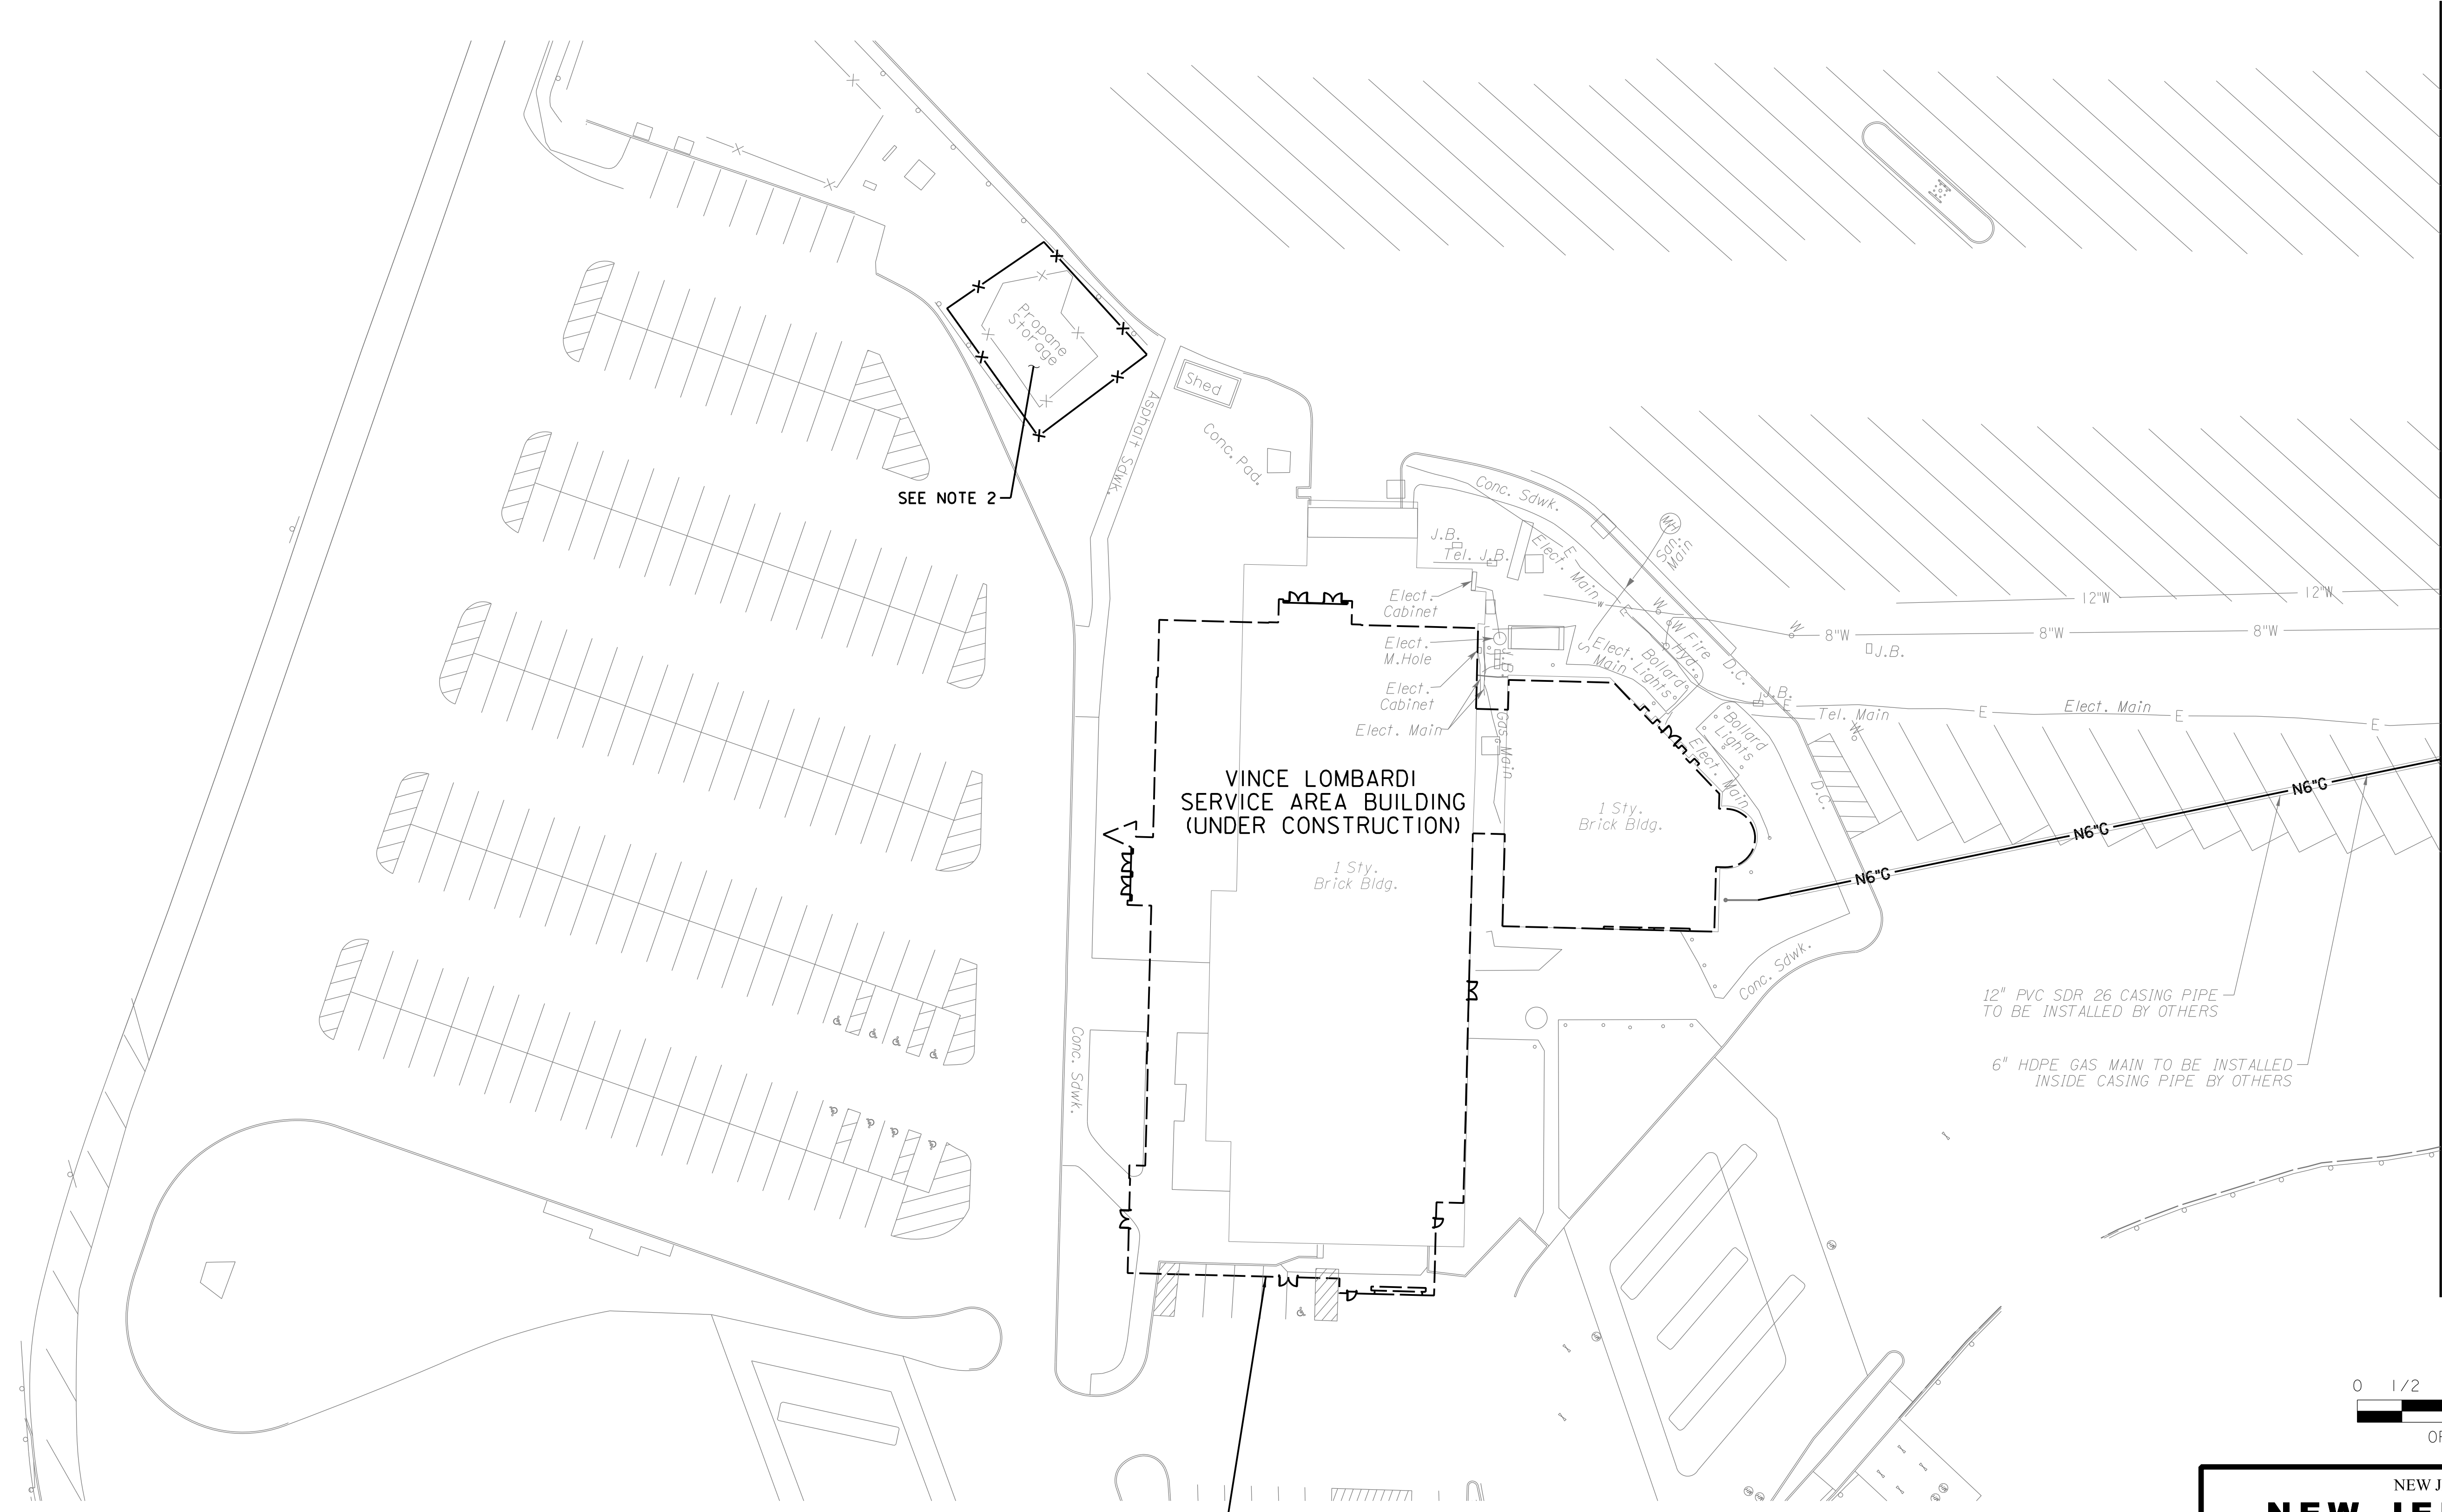 Propane
Storage
Shed
Asphalt Sdwk.
Conc. Pad.
SEE NOTE 2
Conc. Sdwk.
MH
San.
Main
J.B.
Tel. J.B.
Elect. Main
E
Elect.
Cabinet
Elect.
M.Hole
Elect.
Cabinet
Elect. Main
J.B.
Gas Main
W
W
W
W
S
E
Fire
Hyd.
Elect.
Main
Bollard
Lights
D.C.
12"W
12"W
8"W
8"W
8"W
J.B.
J.B.
E
Tel. Main
E
Elect. Main
E
E
W
Bollard
Lights
Elect. Main
D.C.
VINCE LOMBARDI
SERVICE AREA BUILDING
(UNDER CONSTRUCTION)
1 Sty.
Brick Bldg.
1 Sty.
Brick Bldg.
N6"G
N6"G
N6"G
Conc. Sdwk.
12" PVC SDR 26 CASING PIPE
TO BE INSTALLED BY OTHERS
6" HDPE GAS MAIN TO BE INSTALLED
INSIDE CASING PIPE BY OTHERS
Conc. Sdwk.
0 1/2
NEW J